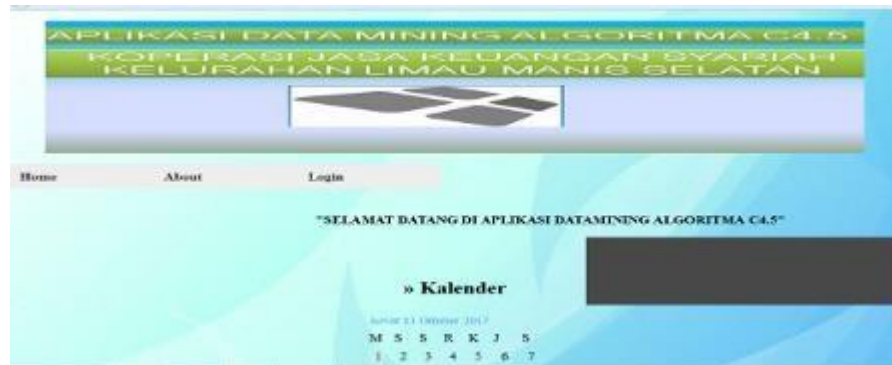 APLIKASI DATA MINING ALGORITMA C4.5
KOPERASI JASA KEUANGAN SYARIAH
KELURAHAN LIMAU MANIS SELATAN
Home About Login
"SELAMAT DATANG DI APLIKASI DATAMINING ALGORITMA C4.5"
» Kalender
2017
M S S R K J S
1 2 3 4 5 6 7